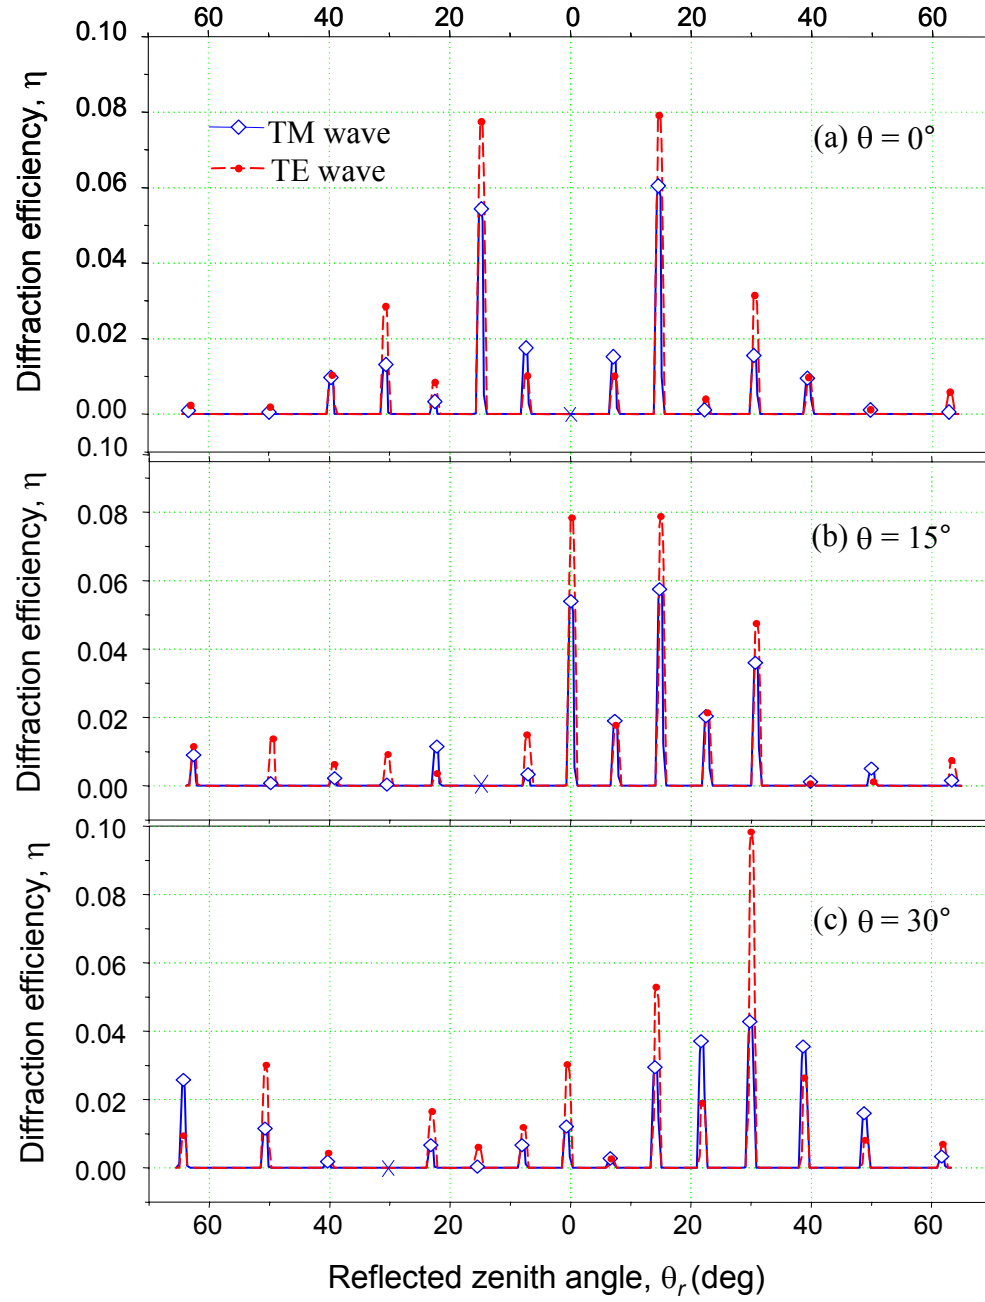 60 40 20 0 20 40 60
0.10
Diffraction efficiency, η
0.08
0.06
0.04
0.02
0.00
TM wave
TE wave
(a) θ = 0°
0.10
Diffraction efficiency, η
0.08
0.06
0.04
0.02
0.00
(b) θ = 15°
0.10
Diffraction efficiency, η
0.08
0.06
0.04
0.02
0.00
(c) θ = 30°
60 40 20 0 20 40 60
Reflected zenith angle, θr (deg)